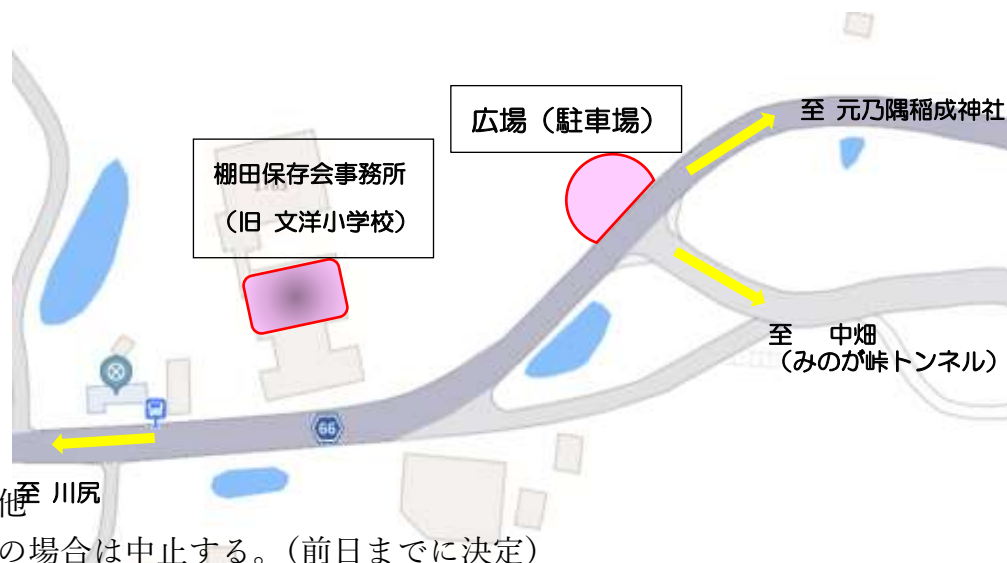 広場（駐車場）
至 元乃隅稲成神社
棚田保存会事務所
（旧 文洋小学校）
至 中畑
（みのが峠トンネル）
66
至 川尻
他
の場合は中止する。（前日までに決定）